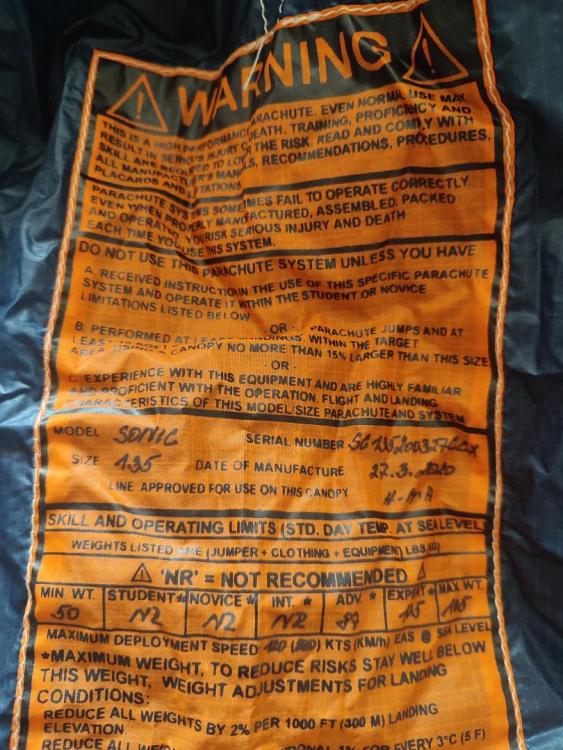 WARNING
THIS IS A HIGH PERFORMANCE PARACHUTE. EVEN NORMAL USE MAY
RESULT IN SERIOUS INJURY OR DEATH. TRAINING, PROFICIENCY AND
SKILL ARE REQUIRED TO LOWER THE RISK. READ AND COMPLY WITH
ALL MANUFACTURER'S MANUALS, RECOMMENDATIONS, PROCEDURES,
PLACARDS AND LIMITATIONS
PARACHUTE SYSTEMS SOMETIMES FAIL TO OPERATE CORRECTLY.
EVEN WHEN PROPERLY MANUFACTURED, ASSEMBLED, PACKED
AND OPERATED. YOU RISK SERIOUS INJURY AND DEATH
EACH TIME YOU USE THIS SYSTEM.
DO NOT USE THIS PARACHUTE SYSTEM UNLESS YOU HAVE
A. RECEIVED INSTRUCTION IN THE USE OF THIS SPECIFIC PARACHUTE
SYSTEM AND OPERATE IT WITHIN THE STUDENT OR NOVICE
LIMITATIONS LISTED BELOW
- OR -
B. PERFORMED AT LEAST PARACHUTE JUMPS AND AT
LEAST LANDINGS WITHIN THE TARGET
AREA CANOPY NO MORE THAN 15% LARGER THAN THIS SIZE
- OR -
C. EXPERIENCE WITH THIS EQUIPMENT AND ARE HIGHLY FAMILIAR
AND PROFICIENT WITH THE OPERATION, FLIGHT AND LANDING
CHARACTERISTICS OF THIS MODEL/SIZE PARACHUTE AND SYSTEM
MODEL SONIC SERIAL NUMBER
SIZE 135 DATE OF MANUFACTURE 27.3.2020
LINE APPROVED FOR USE ON THIS CANOPY H-MA
SKILL AND OPERATING LIMITS (STD. DAY TEMP. AT SEA LEVEL)
WEIGHTS LISTED ARE (JUMPER + CLOTHING + EQUIPMENT) LBS
⚠ 'NR' = NOT RECOMMENDED ⚠
MIN WT. STUDENT* NOVICE* INT. * ADV. * EXPERT* MAX. WT.
50 NR NR NR 89
MAXIMUM DEPLOYMENT SPEED KTS (KM/h) EAS @ SEA LEVEL
*MAXIMUM WEIGHT, TO REDUCE RISKS STAY WELL BELOW
THIS WEIGHT, WEIGHT ADJUSTMENTS FOR LANDING
CONDITIONS:
REDUCE ALL WEIGHTS BY 2% PER 1000 FT (300 M) LANDING
ELEVATION
REDUCE ALL FOR EVERY 3°C (5 F)